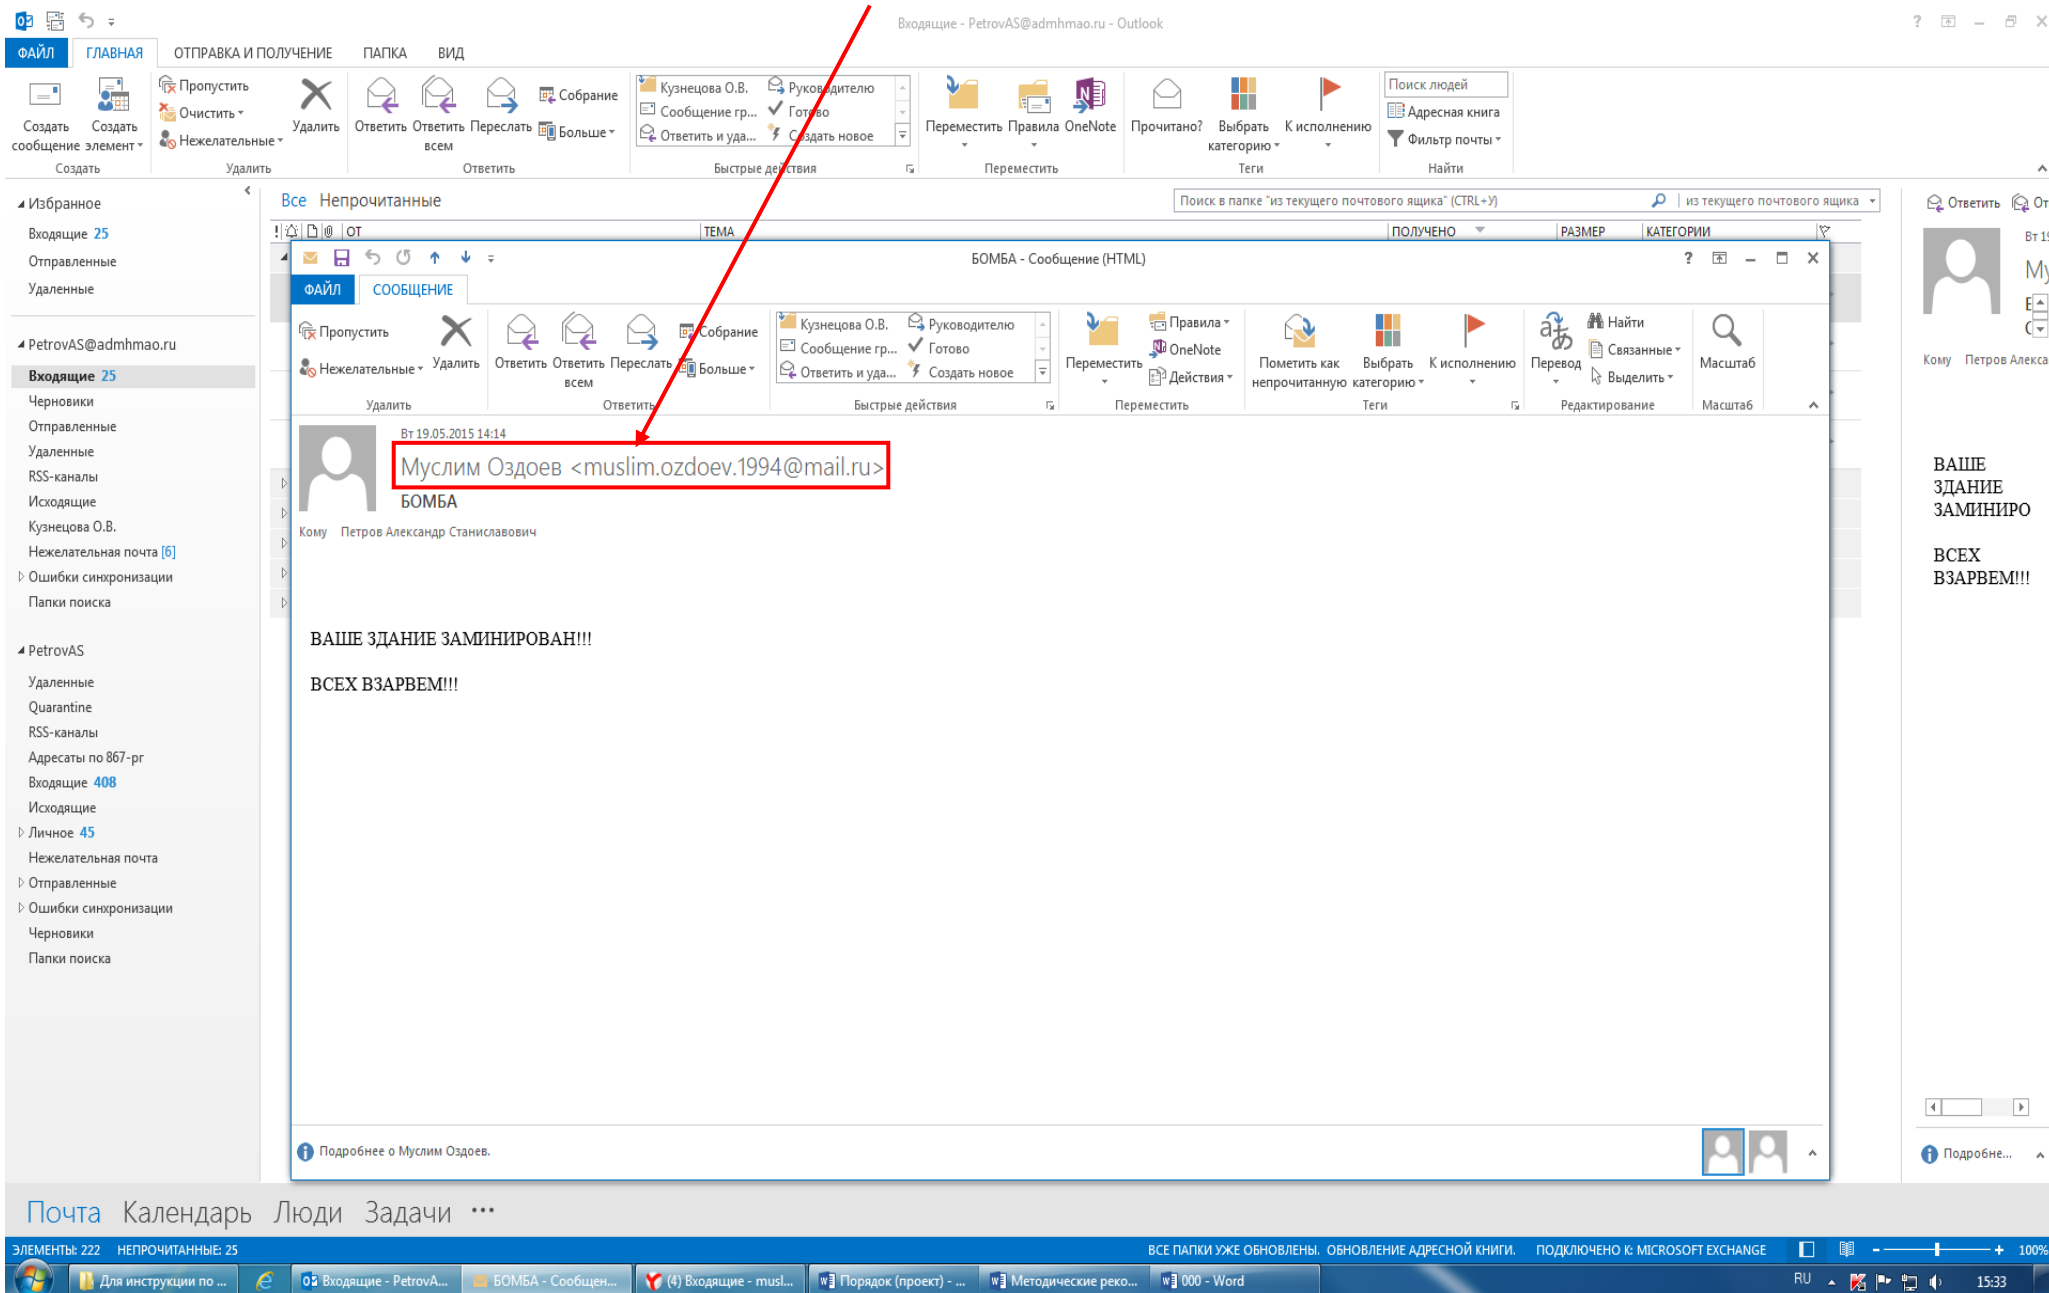 Входящие - PetrovAS@admhmao.ru - Outlook
ФАЙЛ ГЛАВНАЯ ОТПРАВКА И ПОЛУЧЕНИЕ ПАПКА ВИД
Создать сообщение
Создать элемент
Создать
Пропустить
Очистить
Нежелательные
Удалить
Удалить
Ответить
Ответить всем
Переслать
Собрание
Больше
Ответить
Кузнецова О.В.
Сообщение гр...
Ответить и уда...
Руководителю
Готово
Создать новое
Быстрые действия
Переместить
Правила
OneNote
Переместить
Прочитано?
Выбрать категорию
К исполнению
Теги
Поиск людей
Адресная книга
Фильтр почты
Найти
Избранное
Входящие 25
Отправленные
Удаленные
PetrovAS@admhmao.ru
Входящие 25
Черновики
Отправленные
Удаленные
RSS-каналы
Исходящие
Кузнецова О.В.
Нежелательная почта [6]
Ошибки синхронизации
Папки поиска
PetrovAS
Удаленные
Quarantine
RSS-каналы
Адресаты по 867-рг
Входящие 408
Исходящие
Личное 45
Нежелательная почта
Отправленные
Ошибки синхронизации
Черновики
Папки поиска
Все Непрочитанные
Поиск в папке "из текущего почтового ящика" (CTRL+У)
из текущего почтового ящика
ОТ ТЕМА ПОЛУЧЕНО РАЗМЕР КАТЕГОРИИ
БОМБА - Сообщение (HTML)
ФАЙЛ СООБЩЕНИЕ
Пропустить
Нежелательные
Удалить
Удалить
Ответить
Ответить всем
Переслать
Собрание
Больше
Ответить
Кузнецова О.В.
Сообщение гр...
Ответить и уда...
Руководителю
Готово
Создать новое
Быстрые действия
Переместить
Правила
OneNote
Действия
Переместить
Пометить как непрочитанную
Выбрать категорию
К исполнению
Теги
Перевод
Найти
Связанные
Выделить
Редактирование
Масштаб
Масштаб
Вт 19.05.2015 14:14
Муслим Оздоев <muslim.ozdoev.1994@mail.ru>
БОМБА
Кому Петров Александр Станиславович
ВАШЕ ЗДАНИЕ ЗАМИНИРОВАН!!!
ВСЕХ ВЗАРВЕМ!!!
Подробнее о Муслим Оздоев.
Ответить От
Вт 19
Му
Кому Петров Алекса
ВАШЕ
ЗДАНИЕ
ЗАМИНИРО
ВСЕХ
ВЗАРВЕМ!!!
Подробне...
Почта Календарь Люди Задачи ...
ЭЛЕМЕНТЫ: 222 НЕПРОЧИТАННЫЕ: 25
ВСЕ ПАПКИ УЖЕ ОБНОВЛЕНЫ. ОБНОВЛЕНИЕ АДРЕСНОЙ КНИГИ. ПОДКЛЮЧЕНО К: MICROSOFT EXCHANGE 100%
Для инструкции по ...
Входящие - PetrovA...
БОМБА - Сообщен...
(4) Входящие - musl...
Порядок (проект) - ...
Методические реко...
000 - Word
RU 15:33